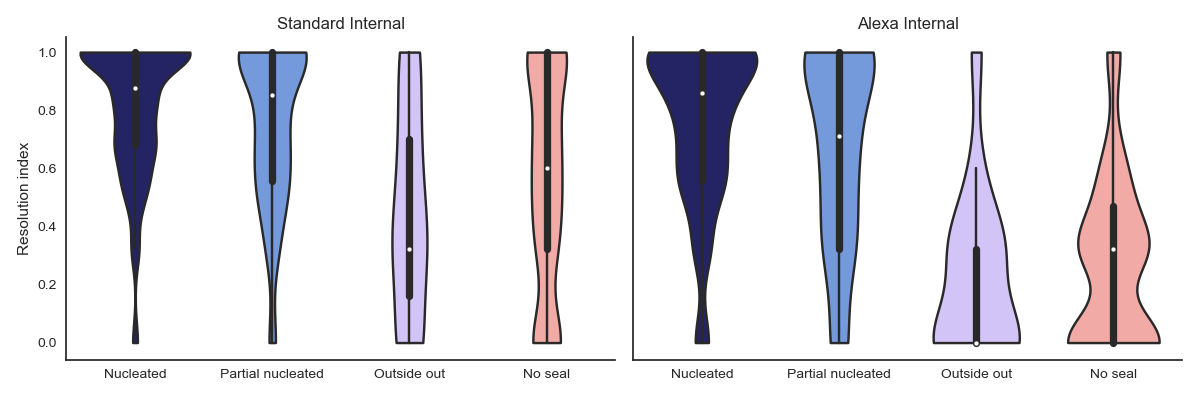 Standard Internal
Alexa Internal
Resolution index
1.0
0.8
0.6
0.4
0.2
0.0
Nucleated
Partial nucleated
Outside out
No seal
Nucleated
Partial nucleated
Outside out
No seal